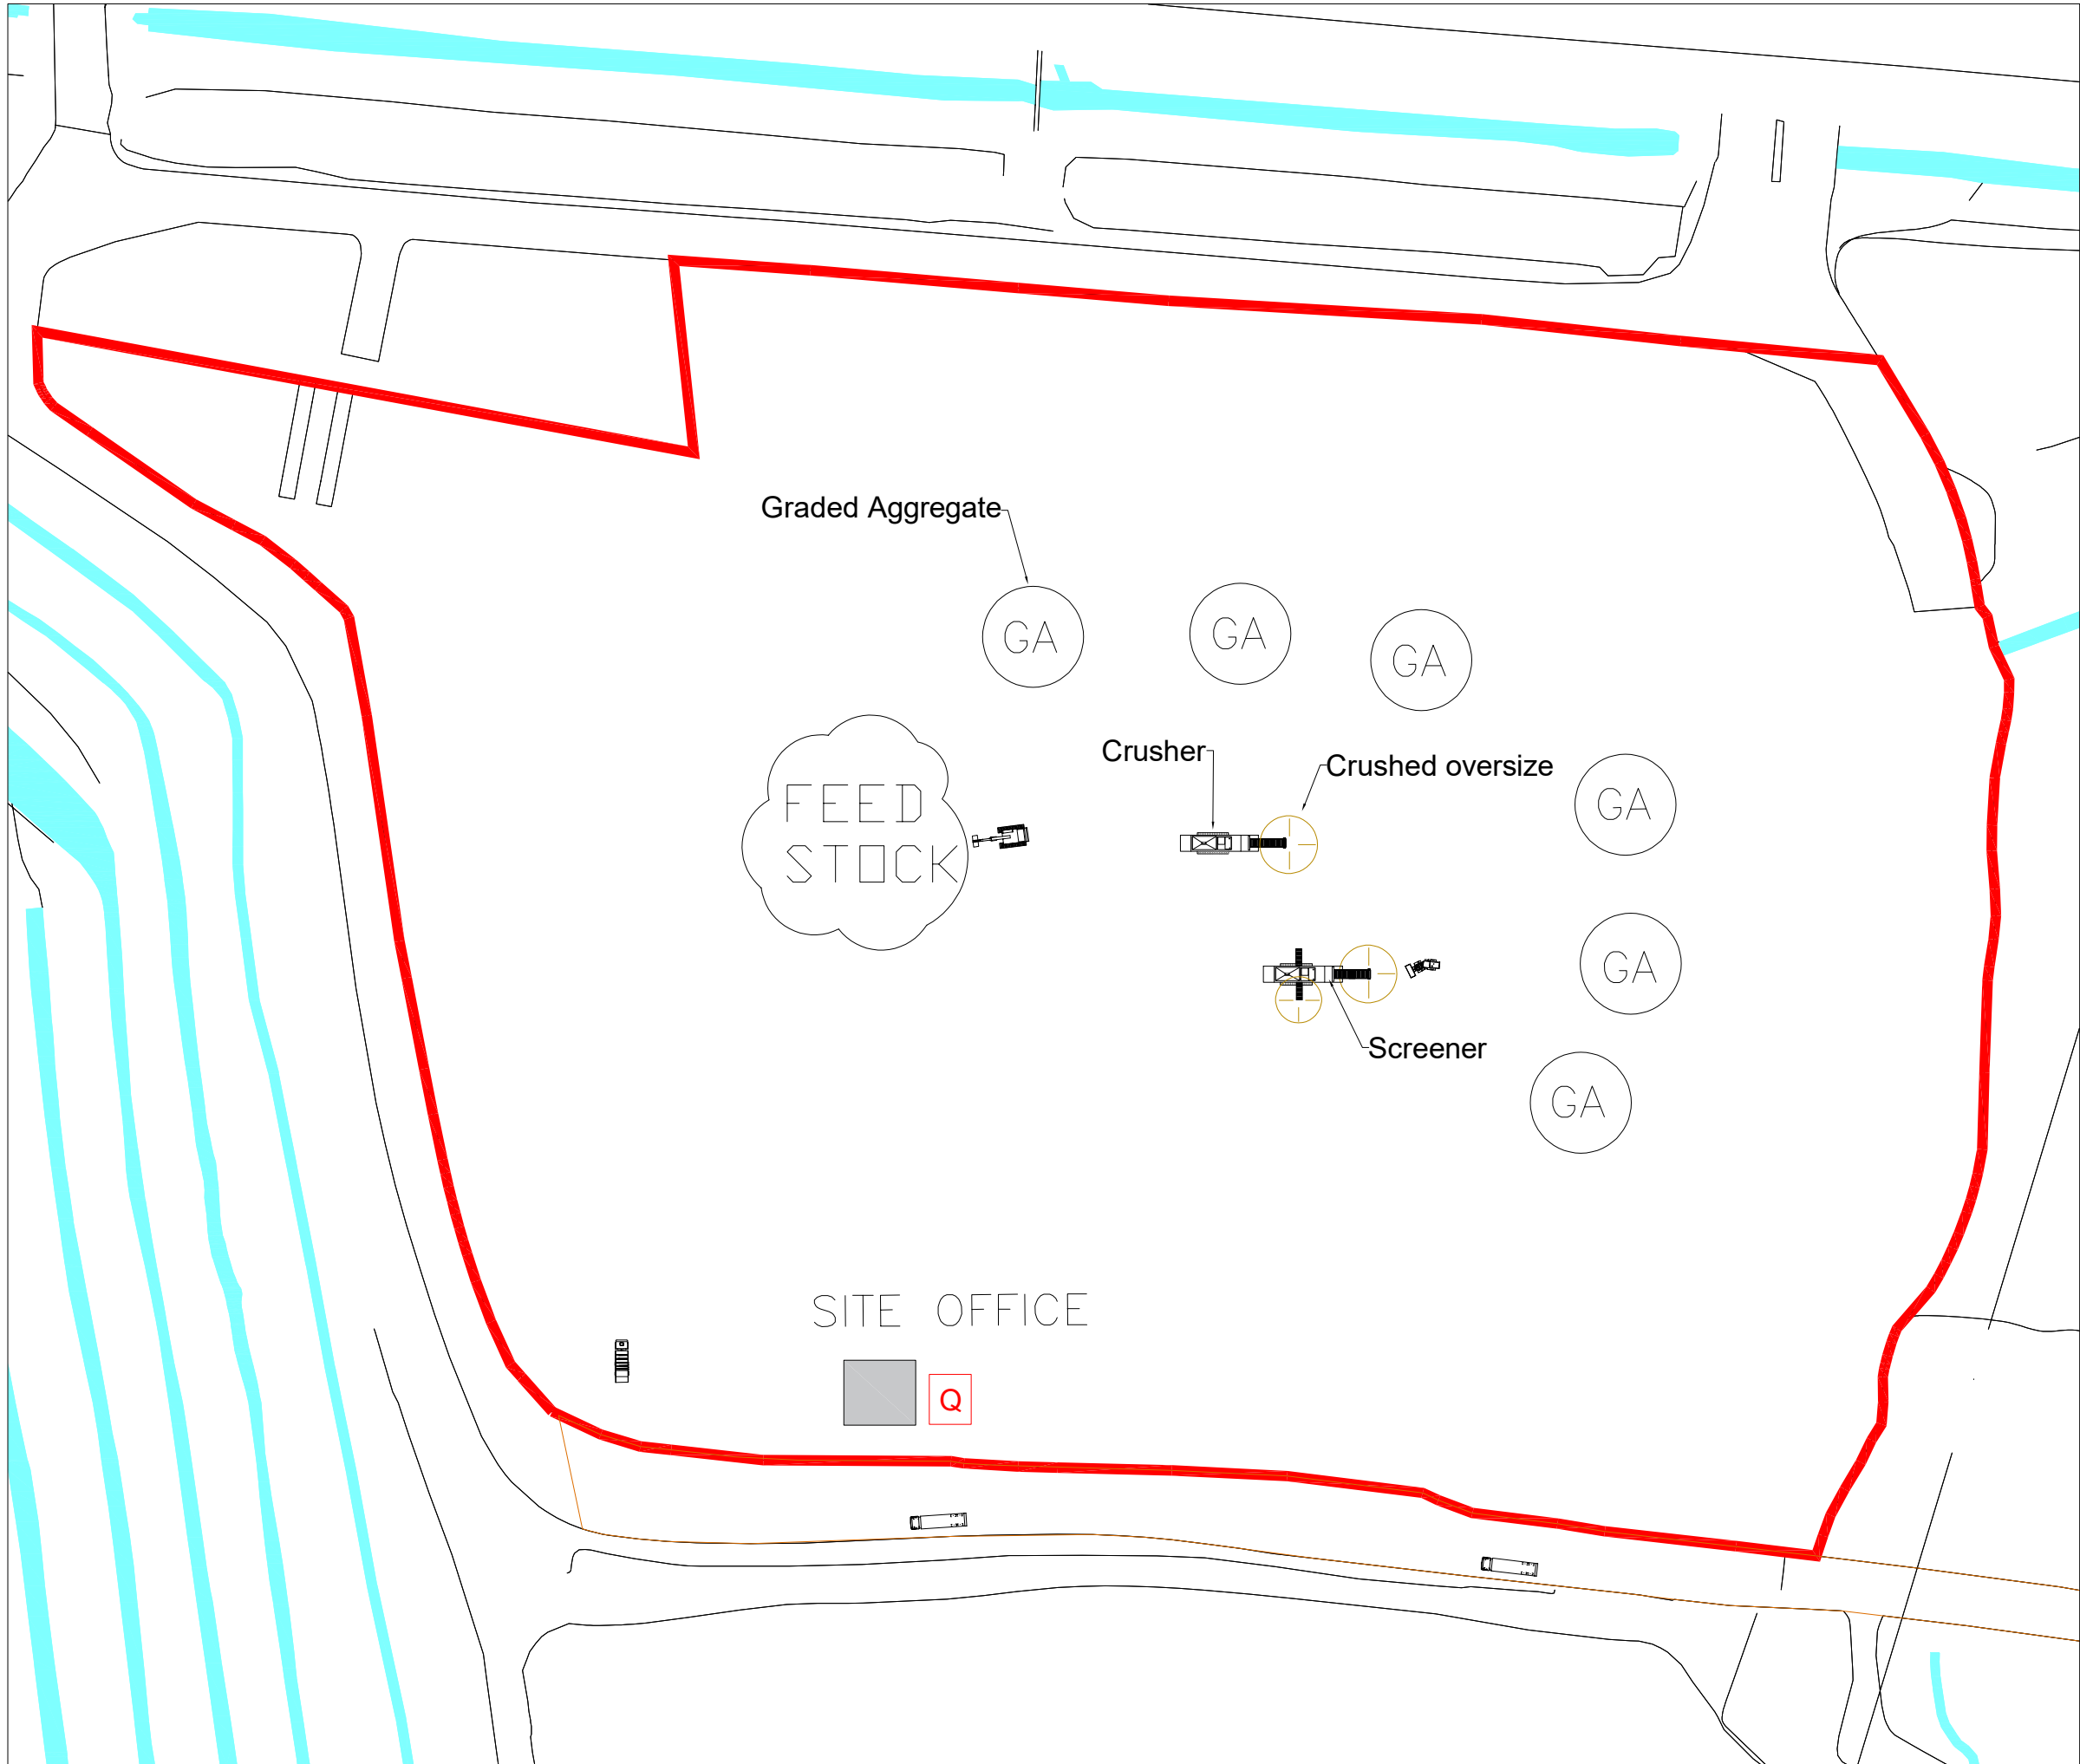 Graded Aggregate
GA
GA
GA
Crusher
Crushed oversize
FEED
STOCK
GA
GA
Screener
GA
SITE OFFICE
Q